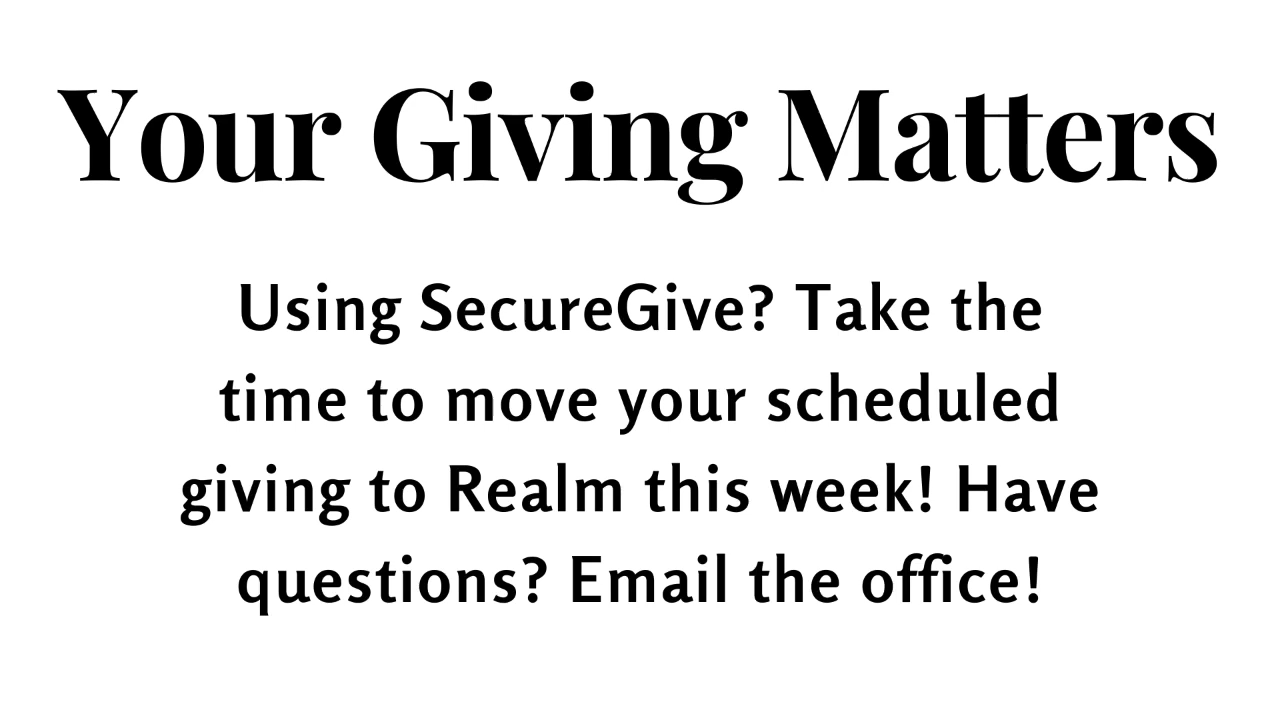 Your Giving Matters
Using SecureGive? Take the
time to move your scheduled
giving to Realm this week! Have
questions? Email the office!